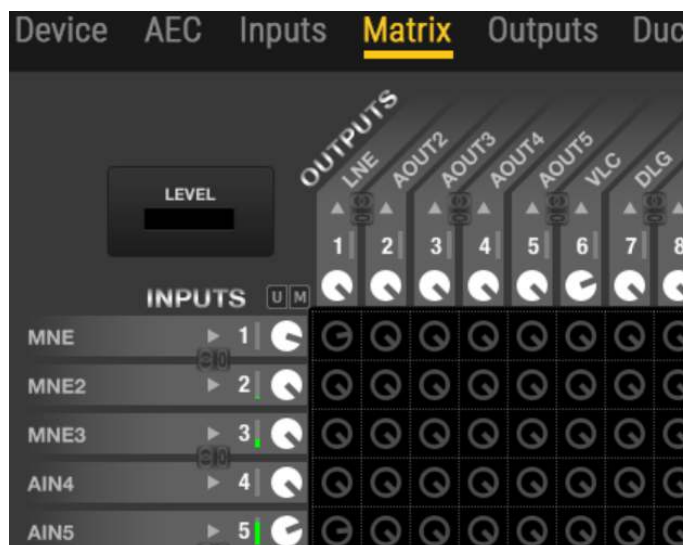 Device AEC Inputs Matrix Outputs Duc
OUTPUTS
LNE AOUT2 AOUT3 AOUT4 AOUT5 VLC DLG
LEVEL
1 2 3 4 5 6 7 8
INPUTS U M
MNE 1
MNE2 2
MNE3 3
AIN4 4
AIN5 5